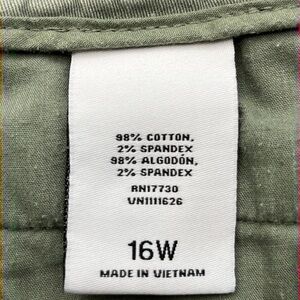 98% COTTON,
2% SPANDEX
98% ALGODÓN,
2% SPANDEX
RN17730
VN1111626
16W
MADE IN VIETNAM